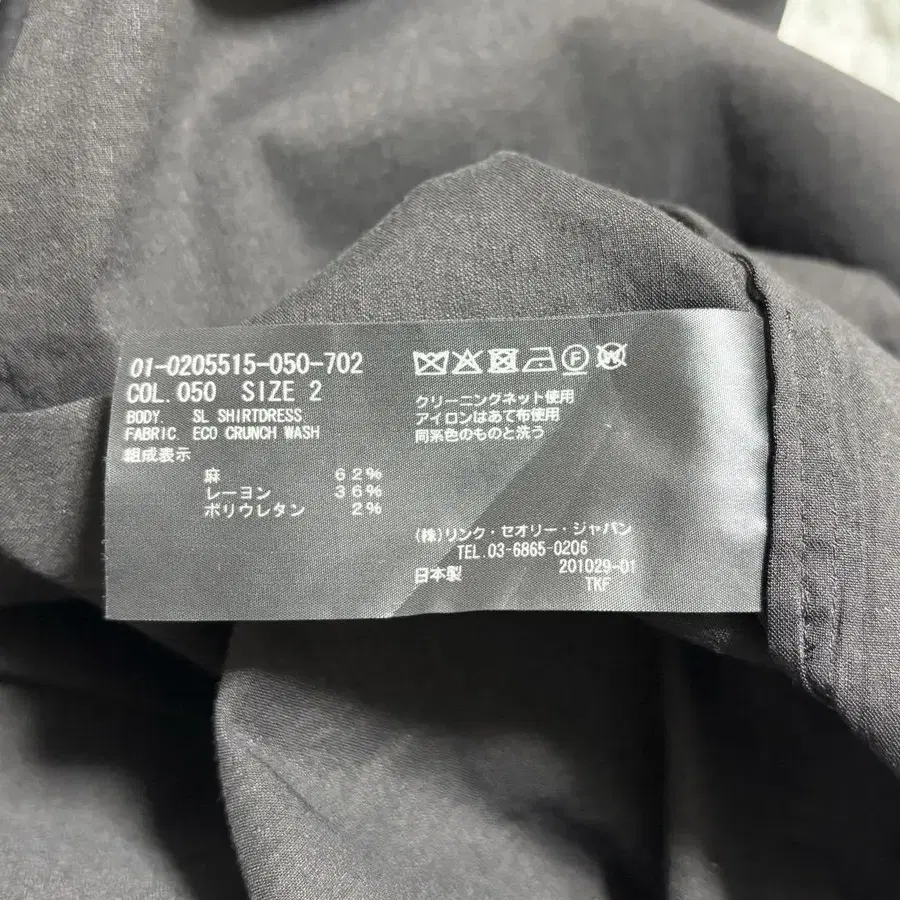 01-0205515-050-702
COL.050 SIZE 2
BODY. SL SHIRTDRESS
FABRIC. ECO CRUNCH WASH
組成表示
麻 62%
レーヨン 36%
ポリウレタン 2%
F W
クリーニングネット使用
アイロンはあて布使用
同系色のものと洗う
(株)リンク・セオリー・ジャパン
TEL.03-6865-0206
日本製 201029-01
TKF